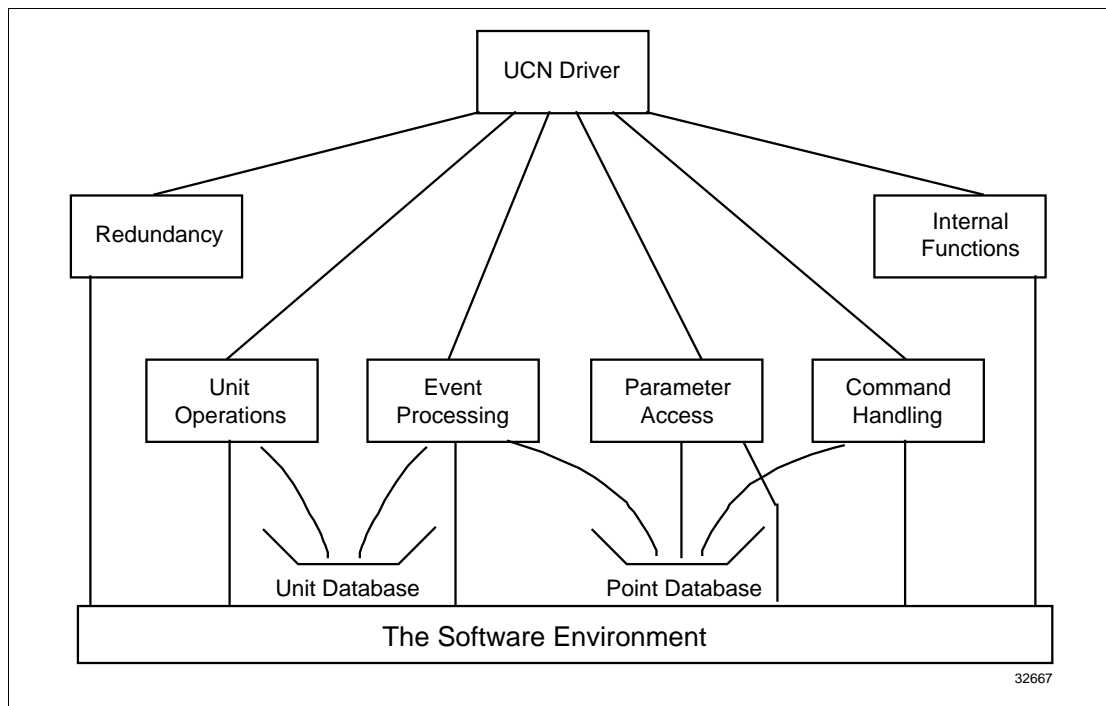 UCN Driver
Redundancy
Internal
Functions
Unit
Operations
Event
Processing
Parameter
Access
Command
Handling
Unit Database
Point Database
The Software Environment
32667